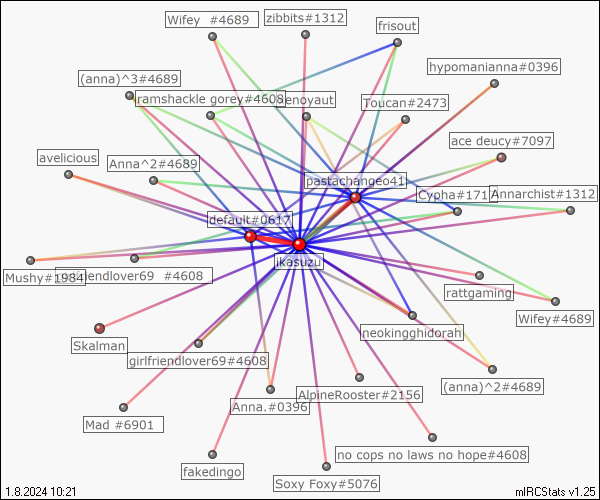 Wifey #4689
zibbits#1312
frisout
hypomanianna#0396
(anna)^3#4689
ramshackle gorey#4608
enoyaut
Toucan#2473
ace deucy#7097
avelicious
Anna^2#4689
pastachangeo41
Cypha#171
Annarchist#1312
default#0617
jkasuzu
Mushy#1984
friendlover69 #4608
rattgaming
Wifey#4689
Skalman
girlfriendlover69#4608
neokingghidorah
(anna)^2#4689
Mad #6901
Anna.#0396
AlpineRooster#2156
no cops no laws no hope#4608
fakedingo
Soxy Foxy#5076
1.8.2024 10:21
mIRCStats v1.25